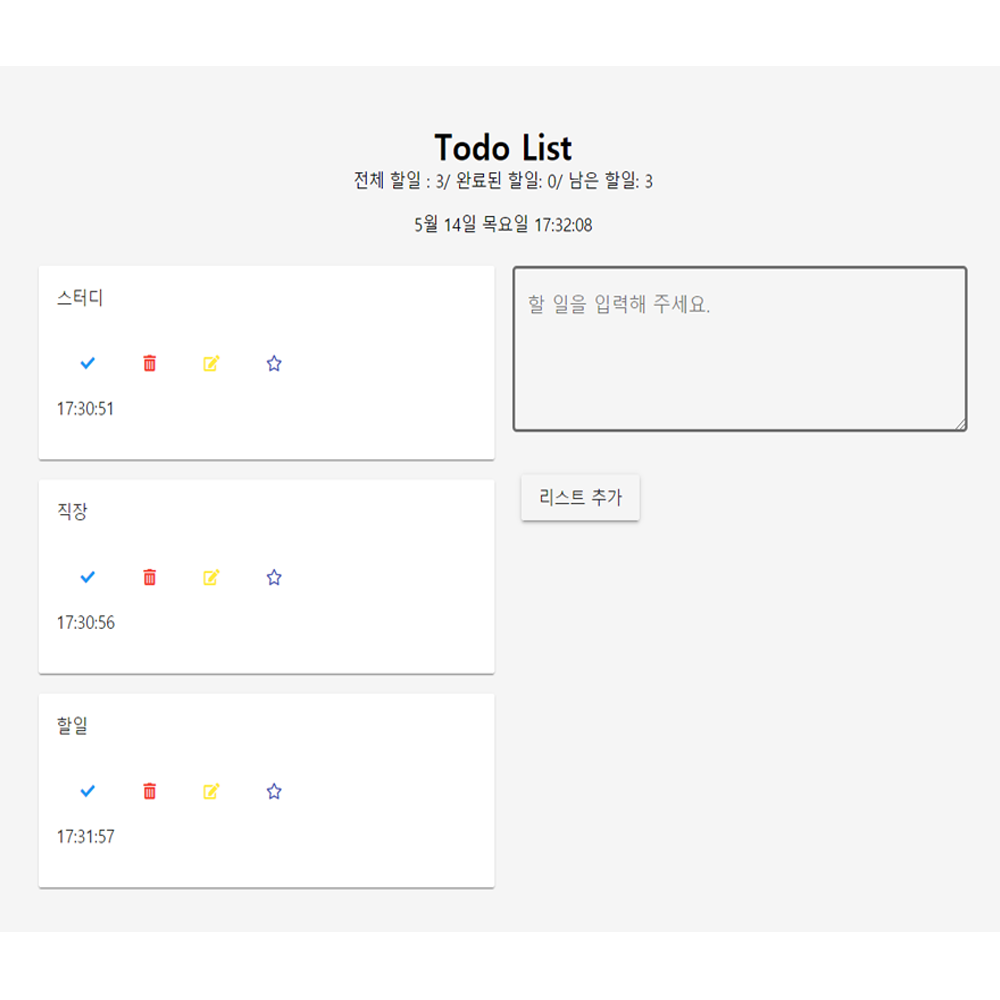 Todo List
전체 할일 : 3/ 완료된 할일: 0/ 남은 할일: 3
5월 14일 목요일 17:32:08
스터디
17:30:51
직장
17:30:56
할일
17:31:57
할 일을 입력해 주세요.
리스트 추가